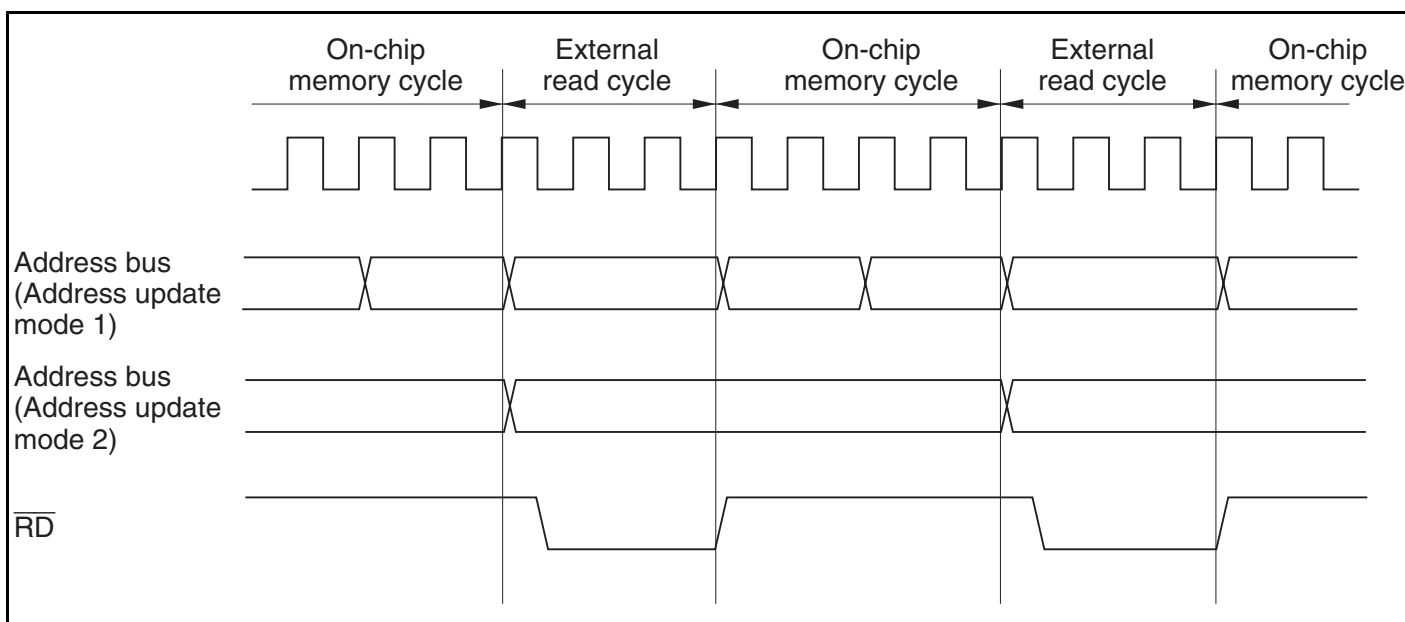 On-chip
memory cycle
External
read cycle
On-chip
memory cycle
External
read cycle
On-chip
memory cycle
Address bus
(Address update
mode 1)
Address bus
(Address update
mode 2)
R̅D̅